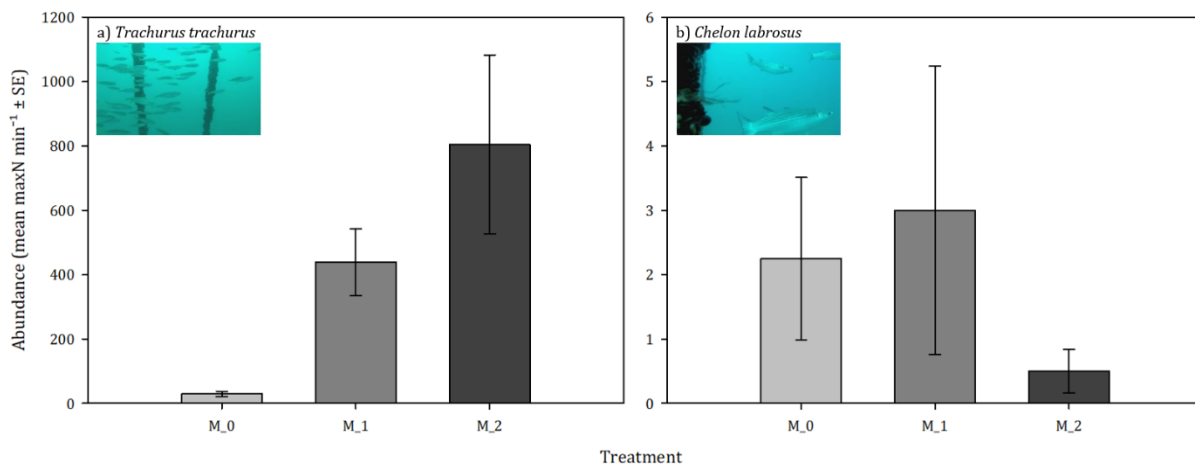 a) Trachurus trachurus
b) Chelon labrosus
Abundance (mean maxN min⁻¹ ± SE)
1200
1000
800
600
400
200
0
6
5
4
3
2
1
0
M_0
M_1
M_2
M_0
M_1
M_2
Treatment